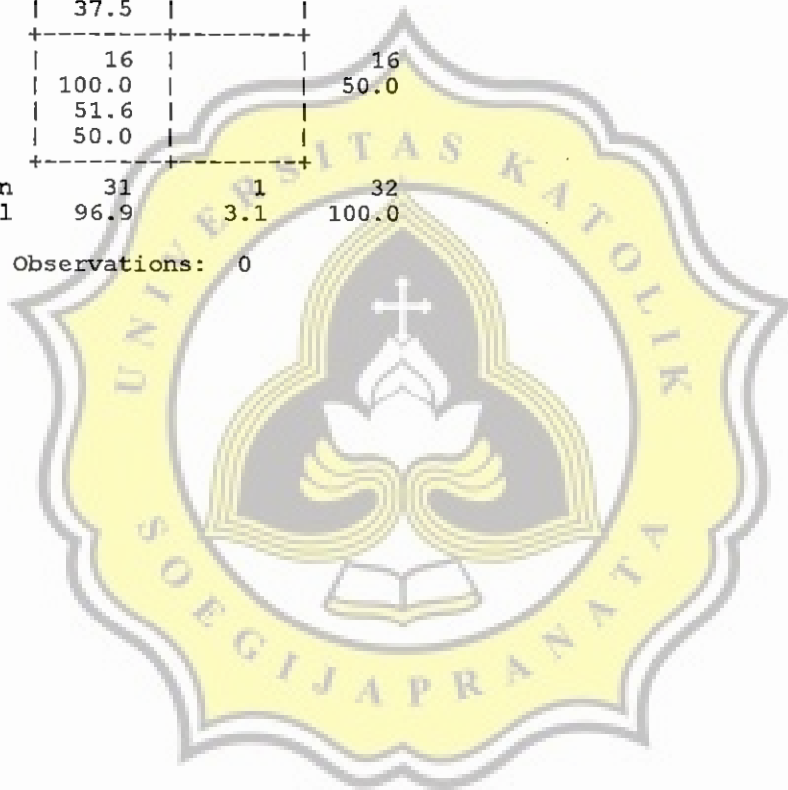 | 37.5 | |
+--------+--------+
| 16 | | 16
| 100.0 | | 50.0
| 51.6 | |
| 50.0 | |
+--------+--------+
n 31 1 32
l 96.9 3.1 100.0
Observations: 0
UNIVERSITAS KATOLIK
SOEGIJAPRANATA